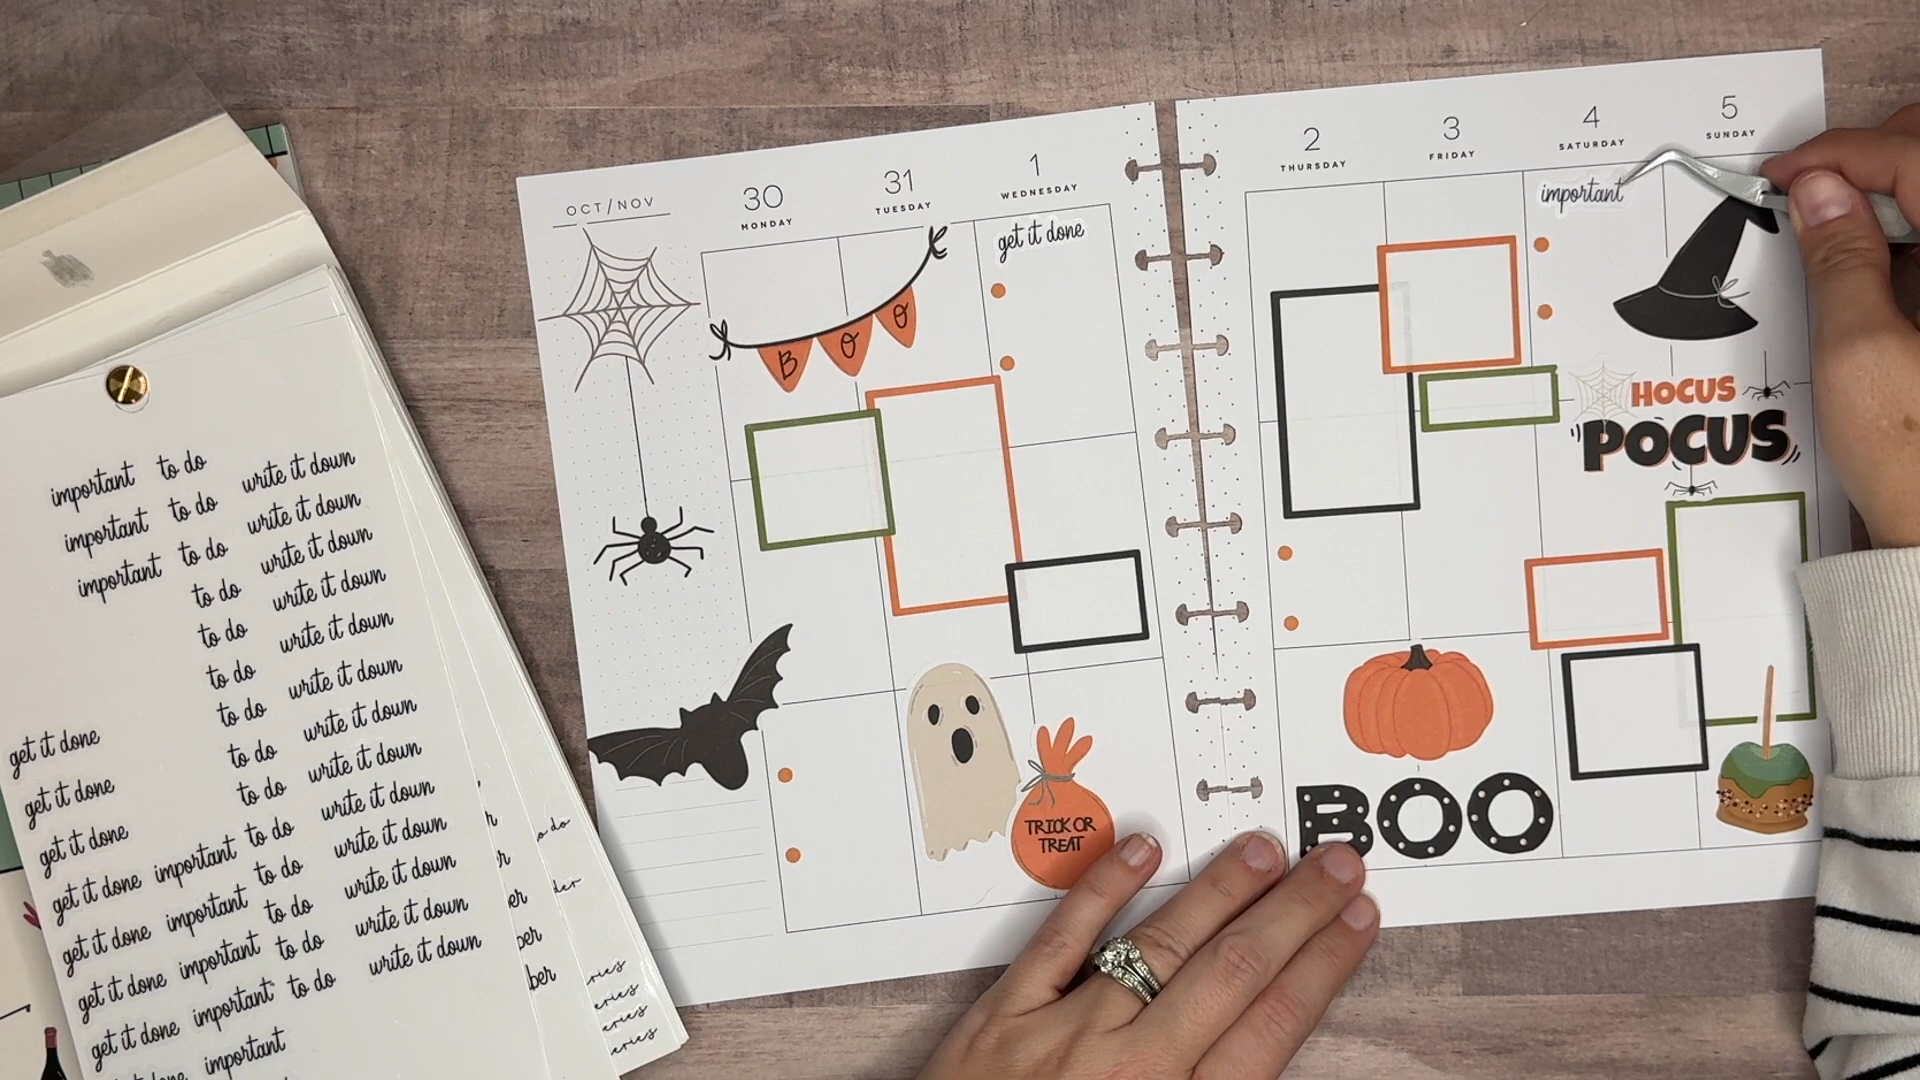 OCT/NOV
30
MONDAY
31
TUESDAY
1
WEDNESDAY
2
THURSDAY
3
FRIDAY
4
SATURDAY
5
SUNDAY
get it done
important
BOO
HOCUS
POCUS
TRICK OR
TREAT
BOO
important to do write it down
important to do write it down
important to do write it down
to do write it down
to do write it down
to do write it down
to do write it down
get it done to do write it down
get it done to do write it down
get it done to do write it down
get it done important to do write it down
get it done important to do write it down
get it done important to do write it down
get it done important to do
important